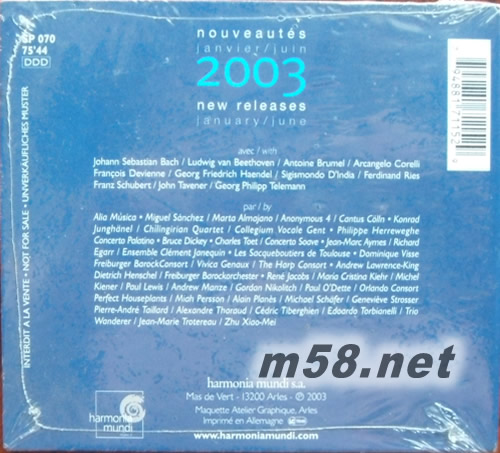 nouveautés
janvier/juin
2003
new releases
january/june
SP 070
75'44
DDD
INTERDIT A LA VENTE • NOT FOR SALE • UNVERKÄUFLICHES MUSTER
avec / with
Johann Sebastian Bach / Ludwig van Beethoven / Antoine Brumel / Arcangelo Corelli
François Devienne / Georg Friedrich Haendel / Sigismondo D'India / Ferdinand Ries
Franz Schubert / John Tavener / Georg Philipp Telemann
par / by
Alia Música • Miguel Sánchez / Marta Almajano / Anonymous 4 / Cantus Cölln • Konrad
Junghänel / Chilingirian Quartet / Collegium Vocale Gent • Philippe Herreweghe
Concerto Palatino • Bruce Dickey • Charles Toet / Concerto Soave • Jean-Marc Aymes / Richard
Egarr / Ensemble Clément Janequin • Les Sacqueboutiers de Toulouse • Dominique Visse
Freiburger BarockConsort / Vivica Genaux / The Harp Consort • Andrew Lawrence-King
Dietrich Henschel / Freiburger Barockorchester • René Jacobs / Maria Cristina Kiehr / Michel
Kiener / Paul Lewis / Andrew Manze / Gordon Nikolitch / Paul O'Dette / Orlando Consort
Perfect Houseplants / Miah Persson / Alain Planès / Michael Schäfer / Geneviève Strosser
Pierre-André Taillard / Alexandre Tharaud / Cédric Tiberghien / Edoardo Torbianelli / Trio
Wanderer / Jean-Marie Trotereau / Zhu Xiao-Mei
m58.net
harmonia mundi s.a.
Mas de Vert - 13200 Arles • ℗ 2003
Maquette Atelier Graphique, Arles
Imprimé en Allemagne
www.harmoniamundi.com
harmonia
mundi